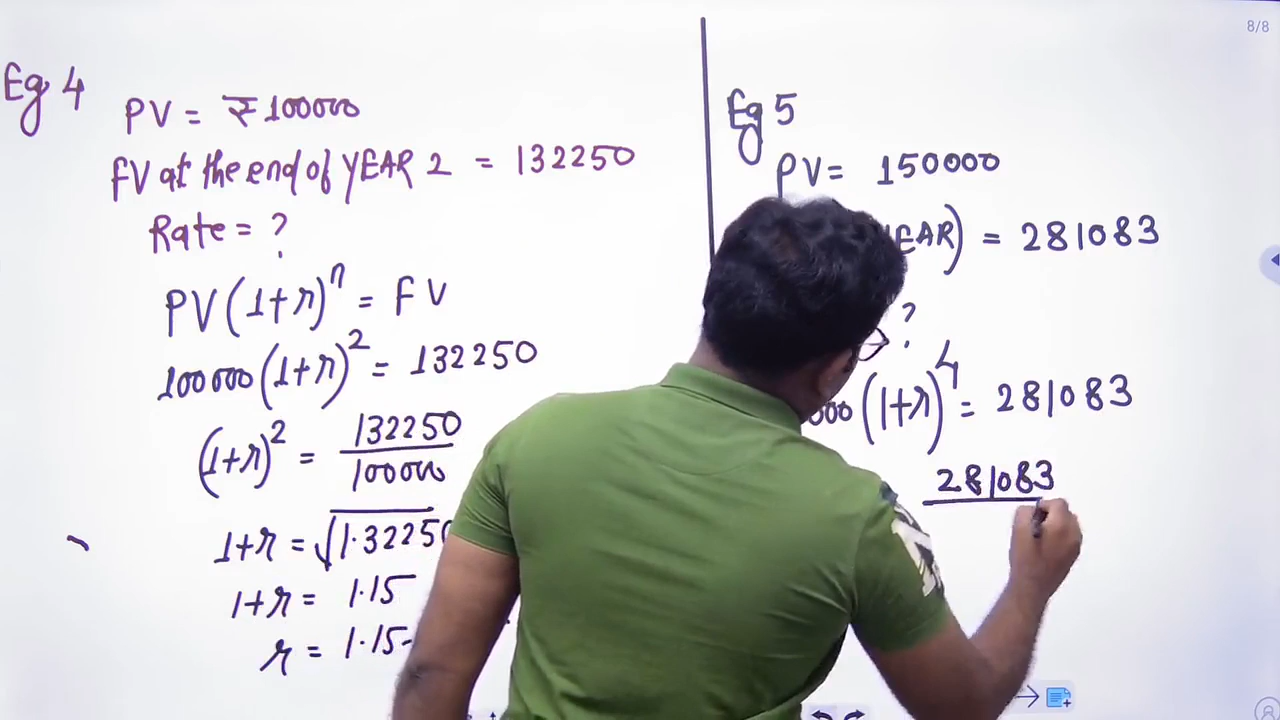 8/8
Eg 4
PV = ₹100000
FV at the end of YEAR 2 = 132250
Rate = ?
PV(1+r)^n = FV
100000(1+r)^2 = 132250
(1+r)^2 = 132250/100000
1+r = √1.32250
1+r = 1.15
r = 1.15-
Eg 5
PV = 150000
EAR) = 281083
?
000(1+r)^4 = 281083
281083